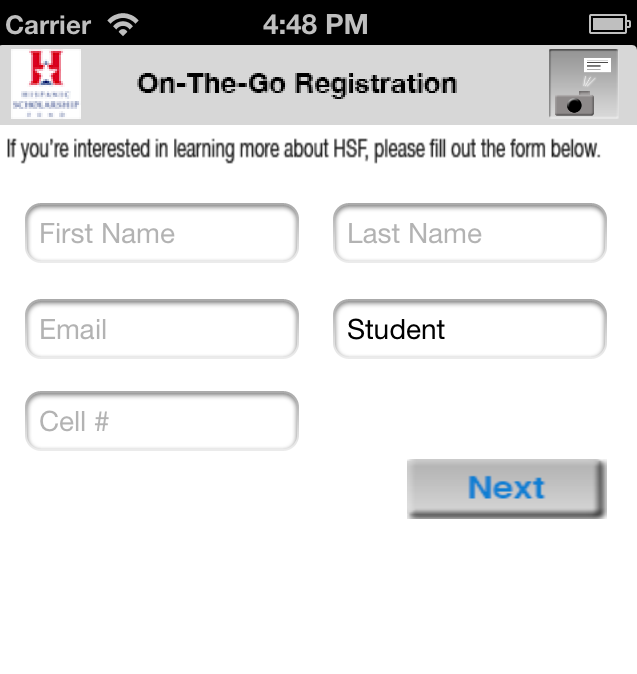 Carrier 4:48 PM
HISPANIC
SCHOLARSHIP
FUND
On-The-Go Registration
If you're interested in learning more about HSF, please fill out the form below.
First Name Last Name
Email Student
Cell #
Next